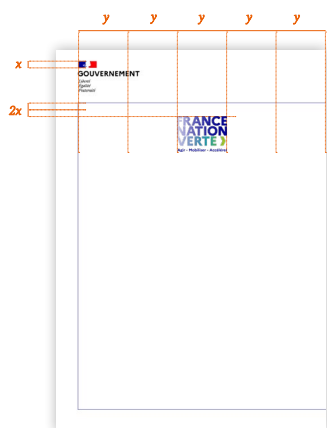 y y y y y
x
GOUVERNEMENT
Liberté
Égalité
Fraternité
2x
FRANCE
NATION
VERTE
Agir • Mobiliser • Accélérer